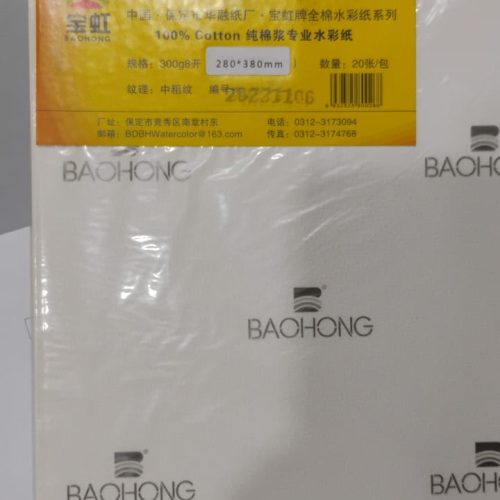 宝虹
BAOHONG
中国·保定市华融纸厂·宝虹牌全棉水彩纸系列
100% Cotton 纯棉浆专业水彩纸
规格：300g8开 280*380mm ） 数量：20张/包
纹理：中粗纹 编号：20231106
厂址：保定市竞秀区南章村东 电话：0312-3173094
邮箱：BDBHWatercolor@163.com 传真：0312-3174768
BAOHONG BAOHONG
BAOHONG
BAOHONG BAOHONG